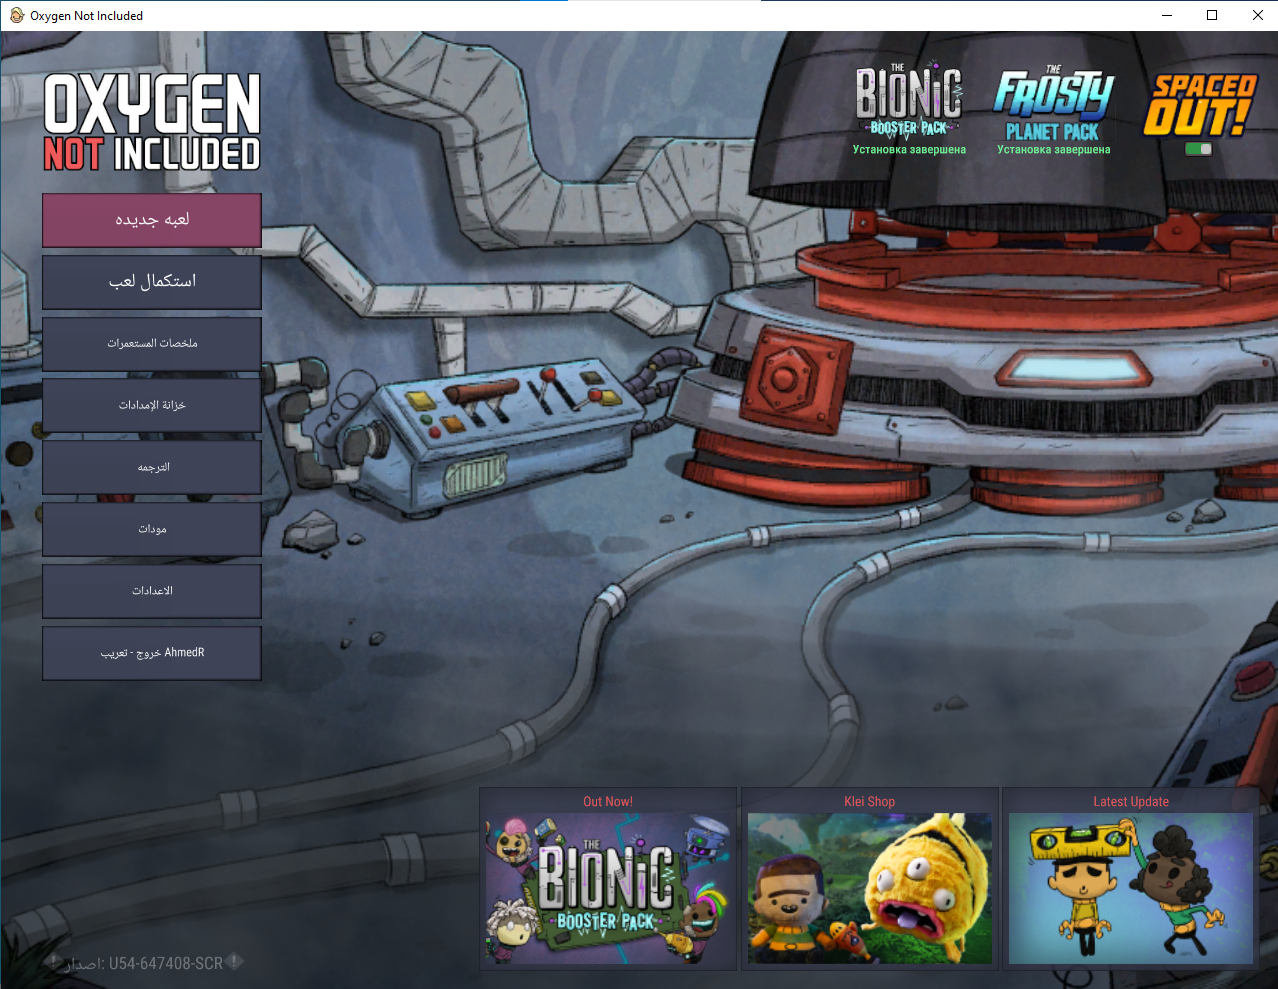 Oxygen Not Included
OXYGEN
NOT INCLUDED
THE
BIONIC
BOOSTER PACK
Установка завершена
THE
FROSTY
PLANET PACK
Установка завершена
SPACED
OUT!
لعبه جديده
استكمال لعب
ملخصات المستعمرات
خزانة الإمدادات
الترجمه
مودات
الاعدادات
خروج - تعريب AhmedR
Out Now!
THE
BIONIC
BOOSTER PACK
Klei Shop
Latest Update
اصدار: U54-647408-SCR